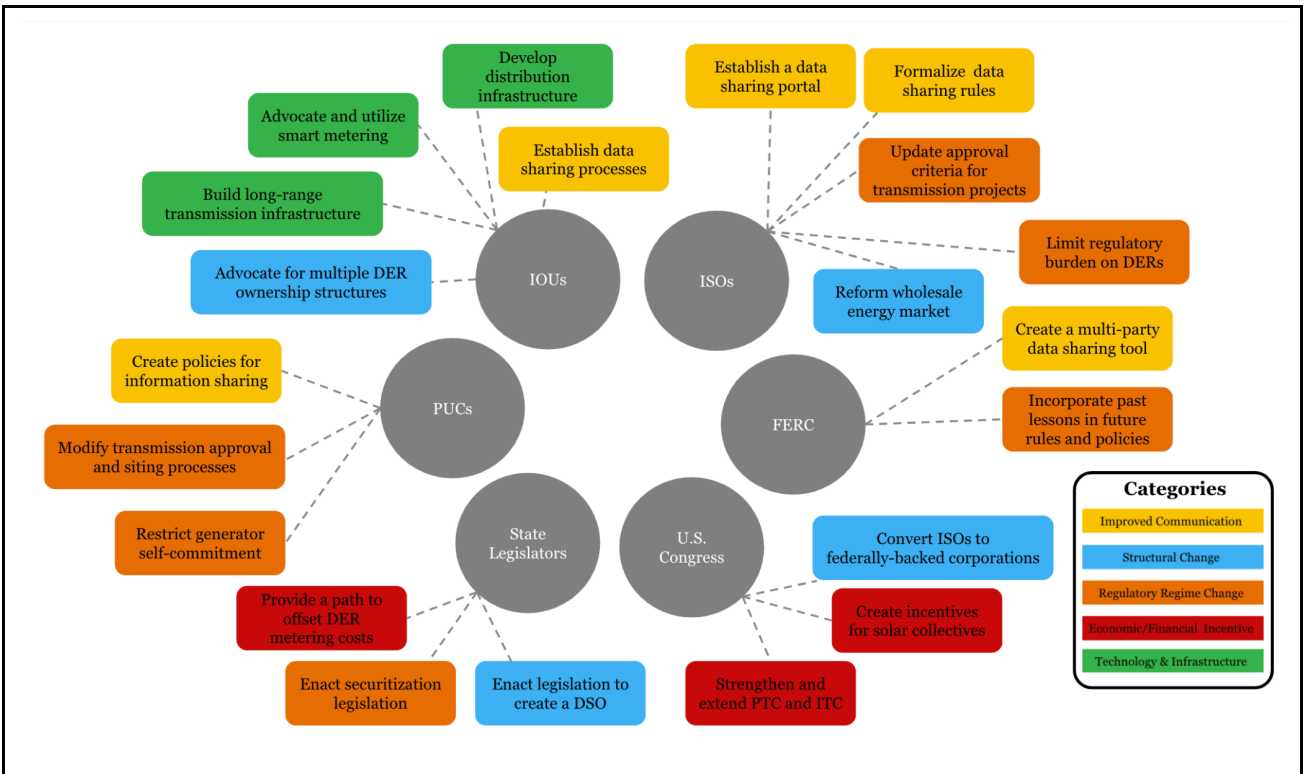 Develop
distribution
infrastructure
Advocate and utilize
smart metering
Establish data
sharing processes
Build long-range
transmission infrastructure
Advocate for multiple DER
ownership structures
IOUs
Establish a data
sharing portal
Formalize data
sharing rules
Update approval
criteria for
transmission projects
Limit regulatory
burden on DERs
Reform wholesale
energy market
ISOs
Create policies for
information sharing
Modify transmission approval
and siting processes
Restrict generator
self-commitment
PUCs
Create a multi-party
data sharing tool
Incorporate past
lessons in future
rules and policies
FERC
State
Legislators
Provide a path to
offset DER
metering costs
Enact securitization
legislation
Enact legislation to
create a DSO
U.S.
Congress
Convert ISOs to
federally-backed corporations
Create incentives
for solar collectives
Strengthen and
extend PTC and ITC
Categories
Improved Communication
Structural Change
Regulatory Regime Change
Economic/Financial Incentive
Technology & Infrastructure